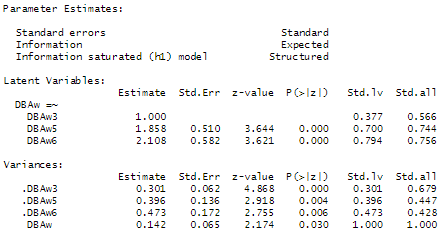 Parameter Estimates:
Standard errors Standard
Information Expected
Information saturated (h1) model Structured
Latent Variables:
Estimate Std.Err z-value P(>|z|) Std.lv Std.all
DBAw =~
DBAw3 1.000 0.377 0.566
DBAw5 1.858 0.510 3.644 0.000 0.700 0.744
DBAw6 2.108 0.582 3.621 0.000 0.794 0.756
Variances:
Estimate Std.Err z-value P(>|z|) Std.lv Std.all
.DBAw3 0.301 0.062 4.868 0.000 0.301 0.679
.DBAw5 0.396 0.136 2.918 0.004 0.396 0.447
.DBAw6 0.473 0.172 2.755 0.006 0.473 0.428
DBAw 0.142 0.065 2.174 0.030 1.000 1.000